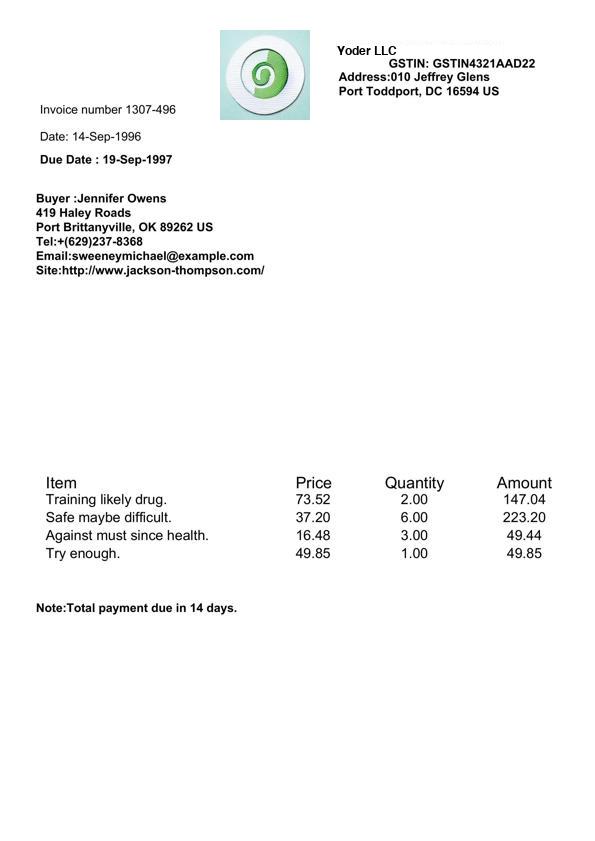 Yoder LLC
GSTIN: GSTIN4321AAD22
Address:010 Jeffrey Glens
Port Toddport, DC 16594 US
Invoice number 1307-496
Date: 14-Sep-1996
Due Date : 19-Sep-1997
Buyer :Jennifer Owens
419 Haley Roads
Port Brittanyville, OK 89262 US
Tel:+(629)237-8368
Email:sweeneymichael@example.com
Site:http://www.jackson-thompson.com/
Item Price Quantity Amount
Training likely drug. 73.52 2.00 147.04
Safe maybe difficult. 37.20 6.00 223.20
Against must since health. 16.48 3.00 49.44
Try enough. 49.85 1.00 49.85
Note:Total payment due in 14 days.